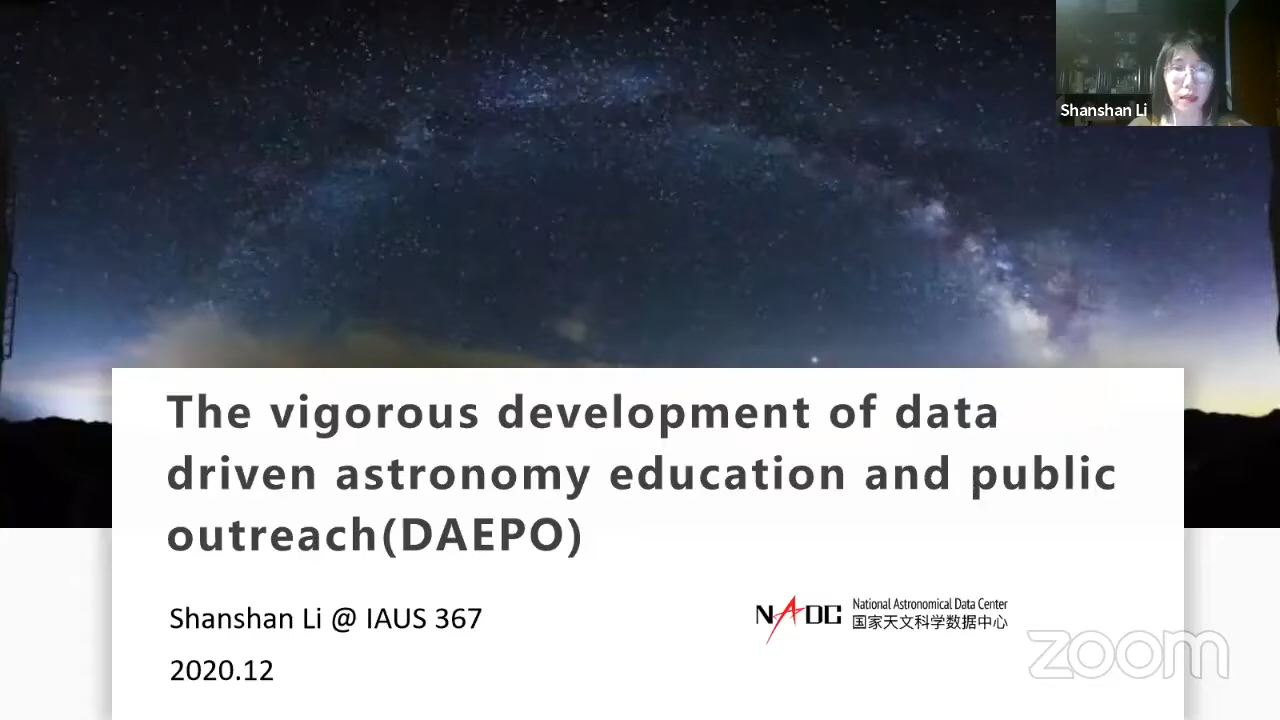 Shanshan Li
The vigorous development of data
driven astronomy education and public
outreach(DAEPO)
Shanshan Li @ IAUS 367
2020.12
NADC
National Astronomical Data Center
国家天文科学数据中心
zoom